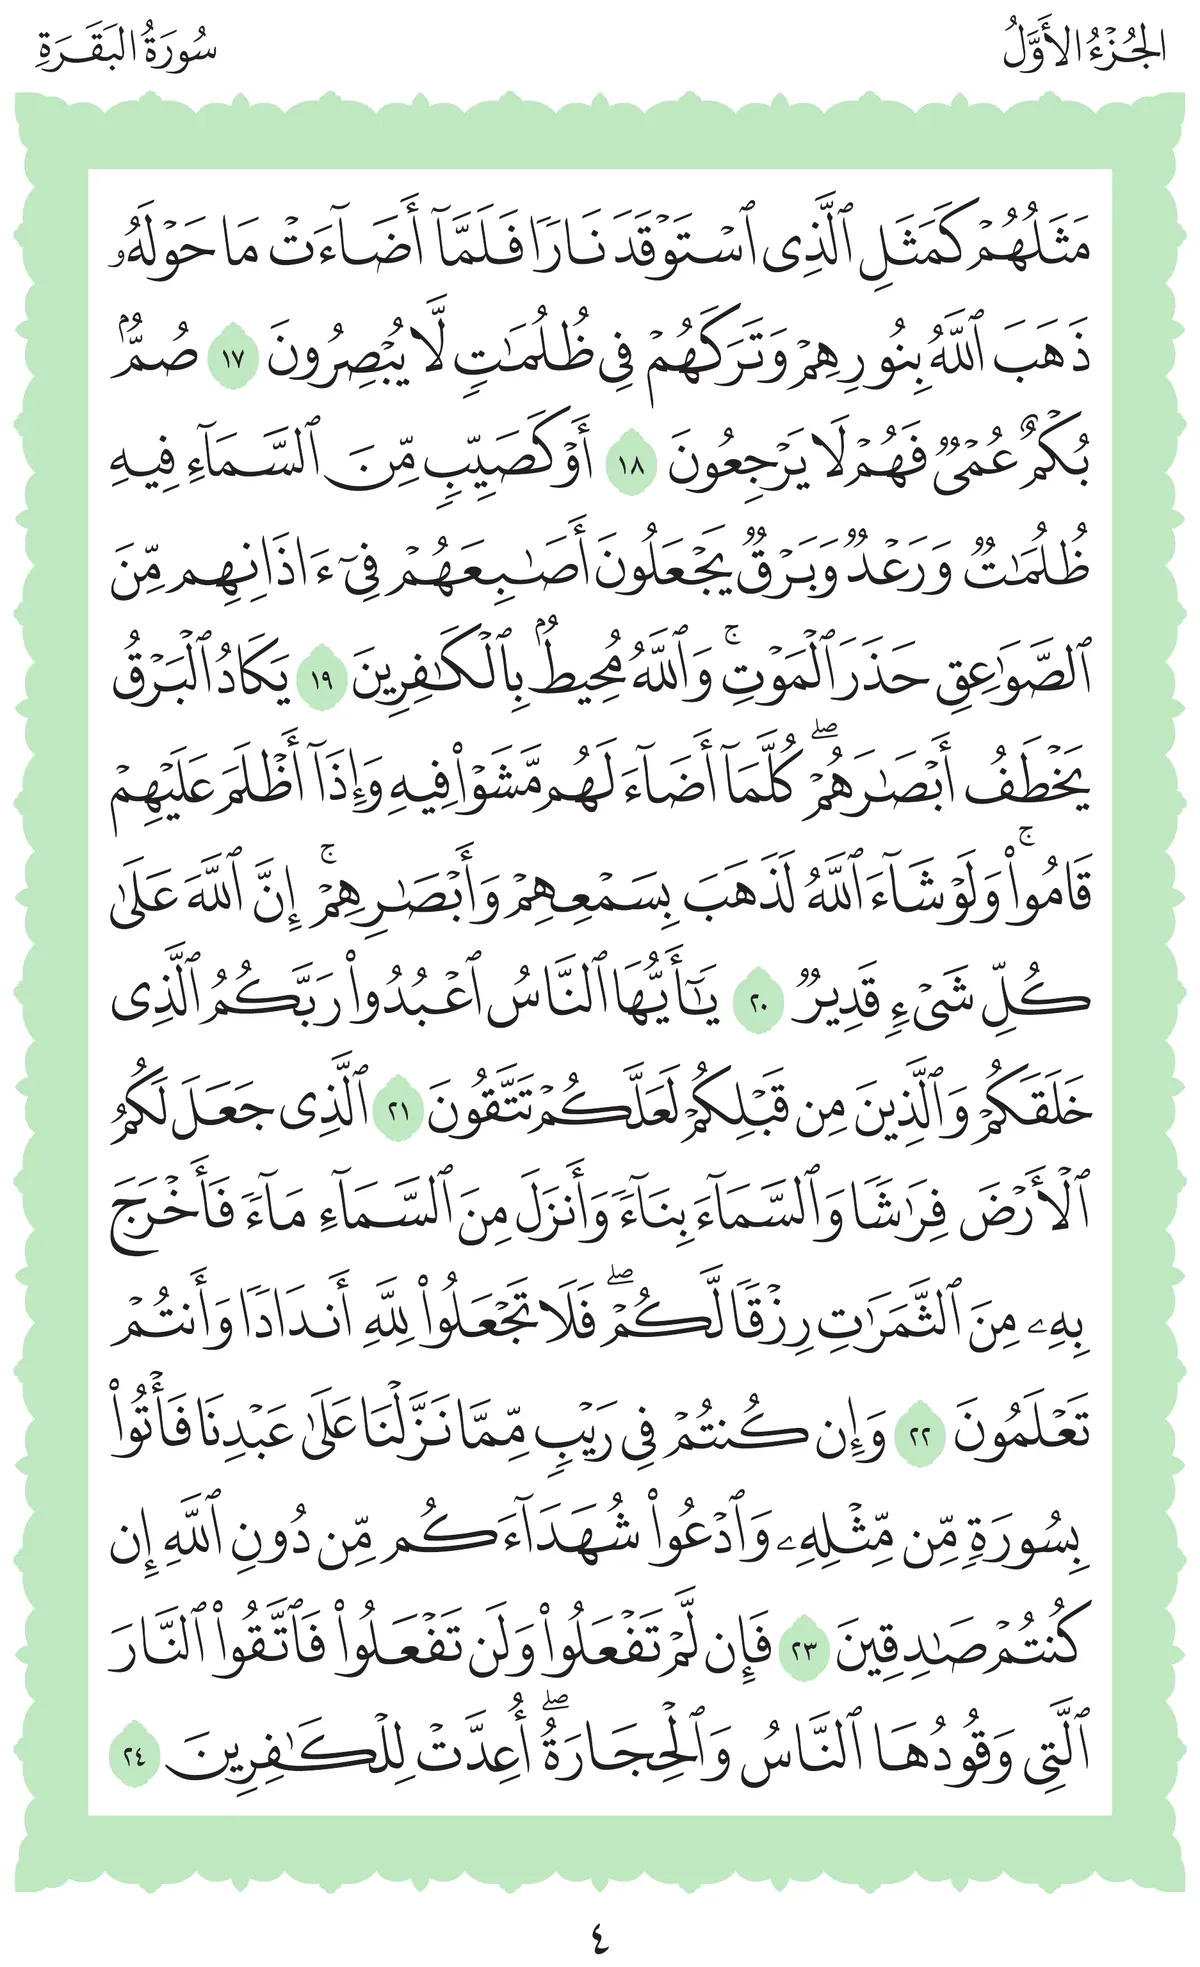 الجُزْءُ الأَوَّلُ
سُورَةُ البَقَرَةِ
مَثَلُهُمْ كَمَثَلِ ٱلَّذِى ٱسْتَوْقَدَ نَارًا فَلَمَّآ أَضَآءَتْ مَا حَوْلَهُۥ
ذَهَبَ ٱللَّهُ بِنُورِهِمْ وَتَرَكَهُمْ فِى ظُلُمَـٰتٍ لَّا يُبْصِرُونَ ١٧ صُمٌّۢ
بُكْمٌ عُمْىٌ فَهُمْ لَا يَرْجِعُونَ ١٨ أَوْ كَصَيِّبٍ مِّنَ ٱلسَّمَآءِ فِيهِ
ظُلُمَـٰتٌ وَرَعْدٌ وَبَرْقٌ يَجْعَلُونَ أَصَـٰبِعَهُمْ فِىٓ ءَاذَانِهِم مِّنَ
ٱلصَّوَٰعِقِ حَذَرَ ٱلْمَوْتِ ۚ وَٱللَّهُ مُحِيطٌۢ بِٱلْكَـٰفِرِينَ ١٩ يَكَادُ ٱلْبَرْقُ
يَخْطَفُ أَبْصَـٰرَهُمْ ۖ كُلَّمَآ أَضَآءَ لَهُم مَّشَوْا۟ فِيهِ وَإِذَآ أَظْلَمَ عَلَيْهِمْ
قَامُوا۟ ۚ وَلَوْ شَآءَ ٱللَّهُ لَذَهَبَ بِسَمْعِهِمْ وَأَبْصَـٰرِهِمْ ۚ إِنَّ ٱللَّهَ عَلَىٰ
كُلِّ شَىْءٍ قَدِيرٌ ٢٠ يَـٰٓأَيُّهَا ٱلنَّاسُ ٱعْبُدُوا۟ رَبَّكُمُ ٱلَّذِى
خَلَقَكُمْ وَٱلَّذِينَ مِن قَبْلِكُمْ لَعَلَّكُمْ تَتَّقُونَ ٢١ ٱلَّذِى جَعَلَ لَكُمُ
ٱلْأَرْضَ فِرَٰشًا وَٱلسَّمَآءَ بِنَآءً وَأَنزَلَ مِنَ ٱلسَّمَآءِ مَآءً فَأَخْرَجَ
بِهِۦ مِنَ ٱلثَّمَرَٰتِ رِزْقًا لَّكُمْ ۖ فَلَا تَجْعَلُوا۟ لِلَّهِ أَندَادًا وَأَنتُمْ
تَعْلَمُونَ ٢٢ وَإِن كُنتُمْ فِى رَيْبٍ مِّمَّا نَزَّلْنَا عَلَىٰ عَبْدِنَا فَأْتُوا۟
بِسُورَةٍ مِّن مِّثْلِهِۦ وَٱدْعُوا۟ شُهَدَآءَكُم مِّن دُونِ ٱللَّهِ إِن
كُنتُمْ صَـٰدِقِينَ ٢٣ فَإِن لَّمْ تَفْعَلُوا۟ وَلَن تَفْعَلُوا۟ فَٱتَّقُوا۟ ٱلنَّارَ
ٱلَّتِى وَقُودُهَا ٱلنَّاسُ وَٱلْحِجَارَةُ ۖ أُعِدَّتْ لِلْكَـٰفِرِينَ ٢٤
٤